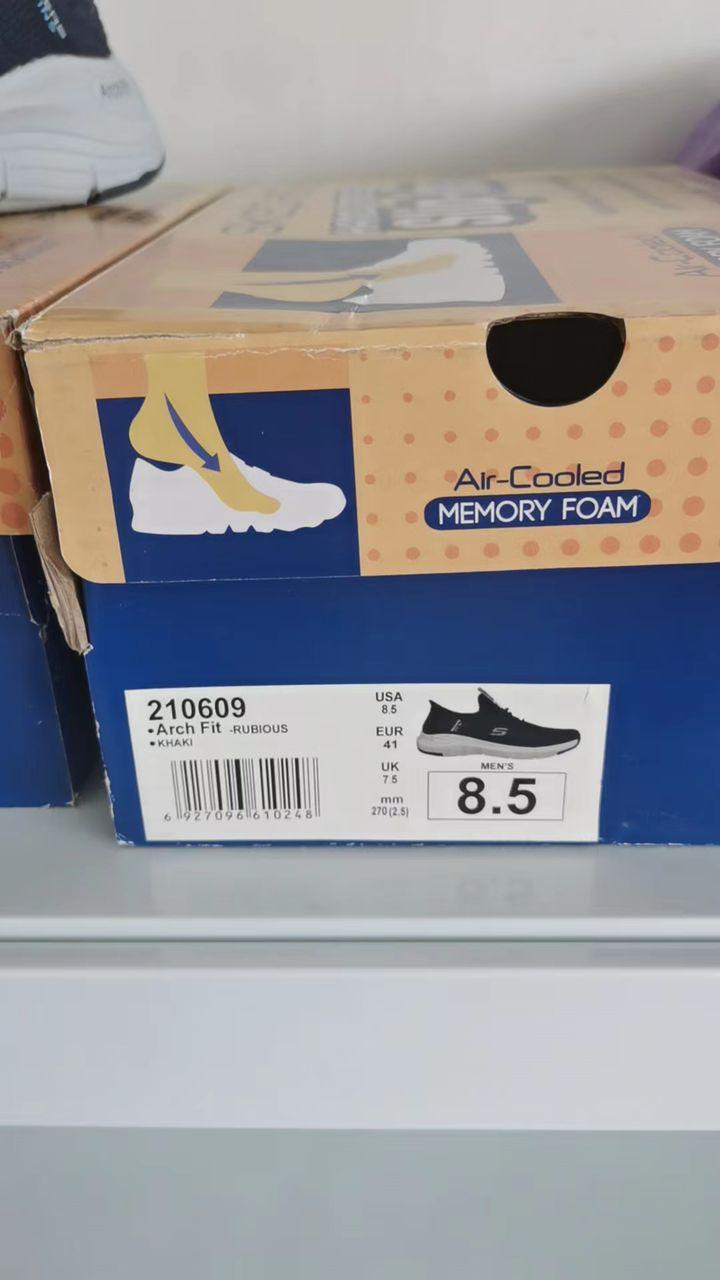 Air-Cooled
MEMORY FOAM
210609
•Arch Fit -RUBIOUS
•KHAKI
6 927096 610248
USA
8.5
EUR
41
UK
7.5
mm
270 (2.5)
MEN'S
8.5